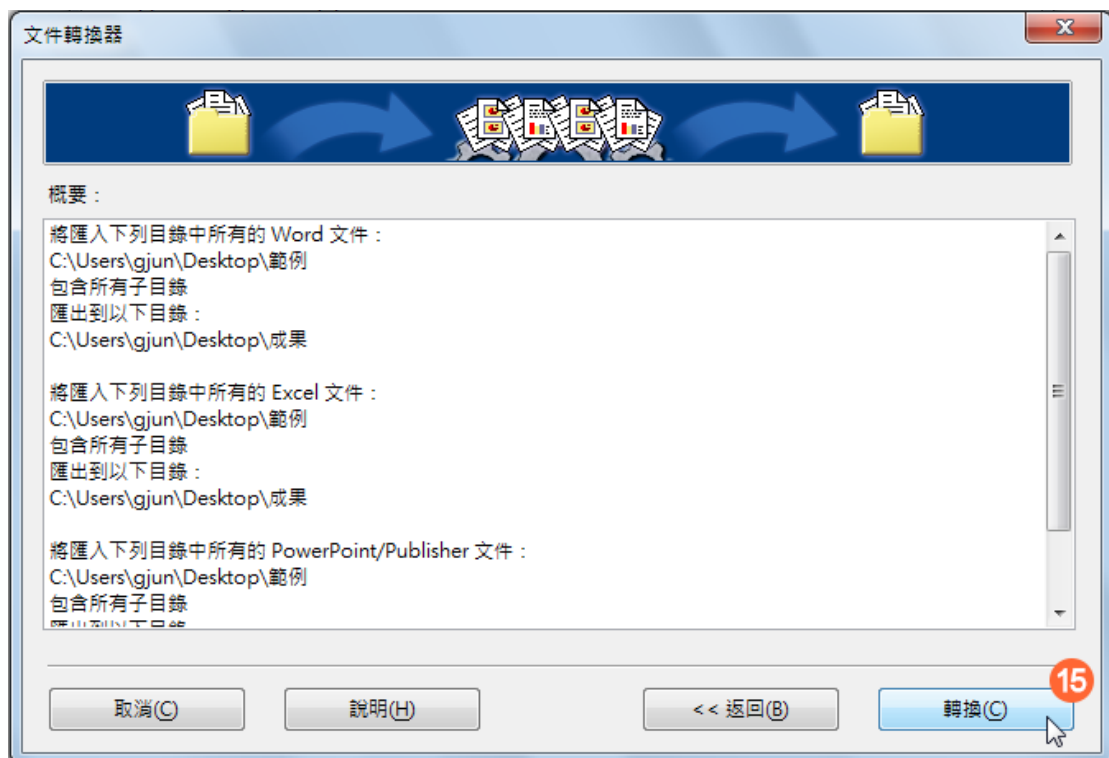 文件轉換器
概要：
將匯入下列目錄中所有的 Word 文件：
C:\Users\gjun\Desktop\範例
包含所有子目錄
匯出到以下目錄：
C:\Users\gjun\Desktop\成果
將匯入下列目錄中所有的 Excel 文件：
C:\Users\gjun\Desktop\範例
包含所有子目錄
匯出到以下目錄：
C:\Users\gjun\Desktop\成果
將匯入下列目錄中所有的 PowerPoint/Publisher 文件：
C:\Users\gjun\Desktop\範例
包含所有子目錄
15
取消(C) 說明(H) << 返回(B) 轉換(C)